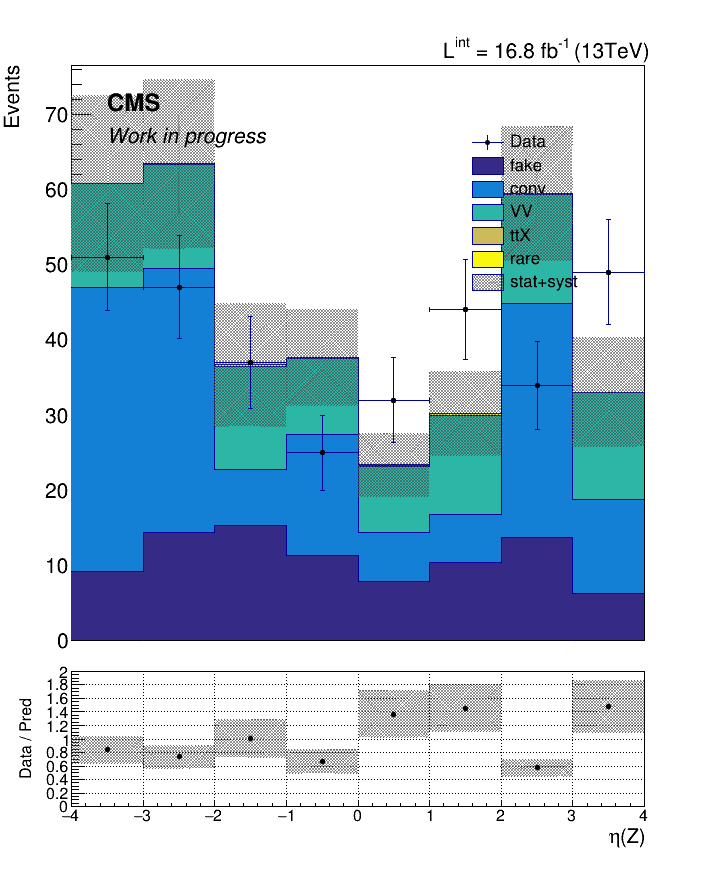 L^int = 16.8 fb^-1 (13TeV)
Events
CMS
Work in progress
Data
fake
conv
VV
ttX
rare
stat+syst
70
60
50
40
30
20
10
0
Data / Pred
2
1.8
1.6
1.4
1.2
1
0.8
0.6
0.4
0.2
0
−4 −3 −2 −1 0 1 2 3 4
η(Z)